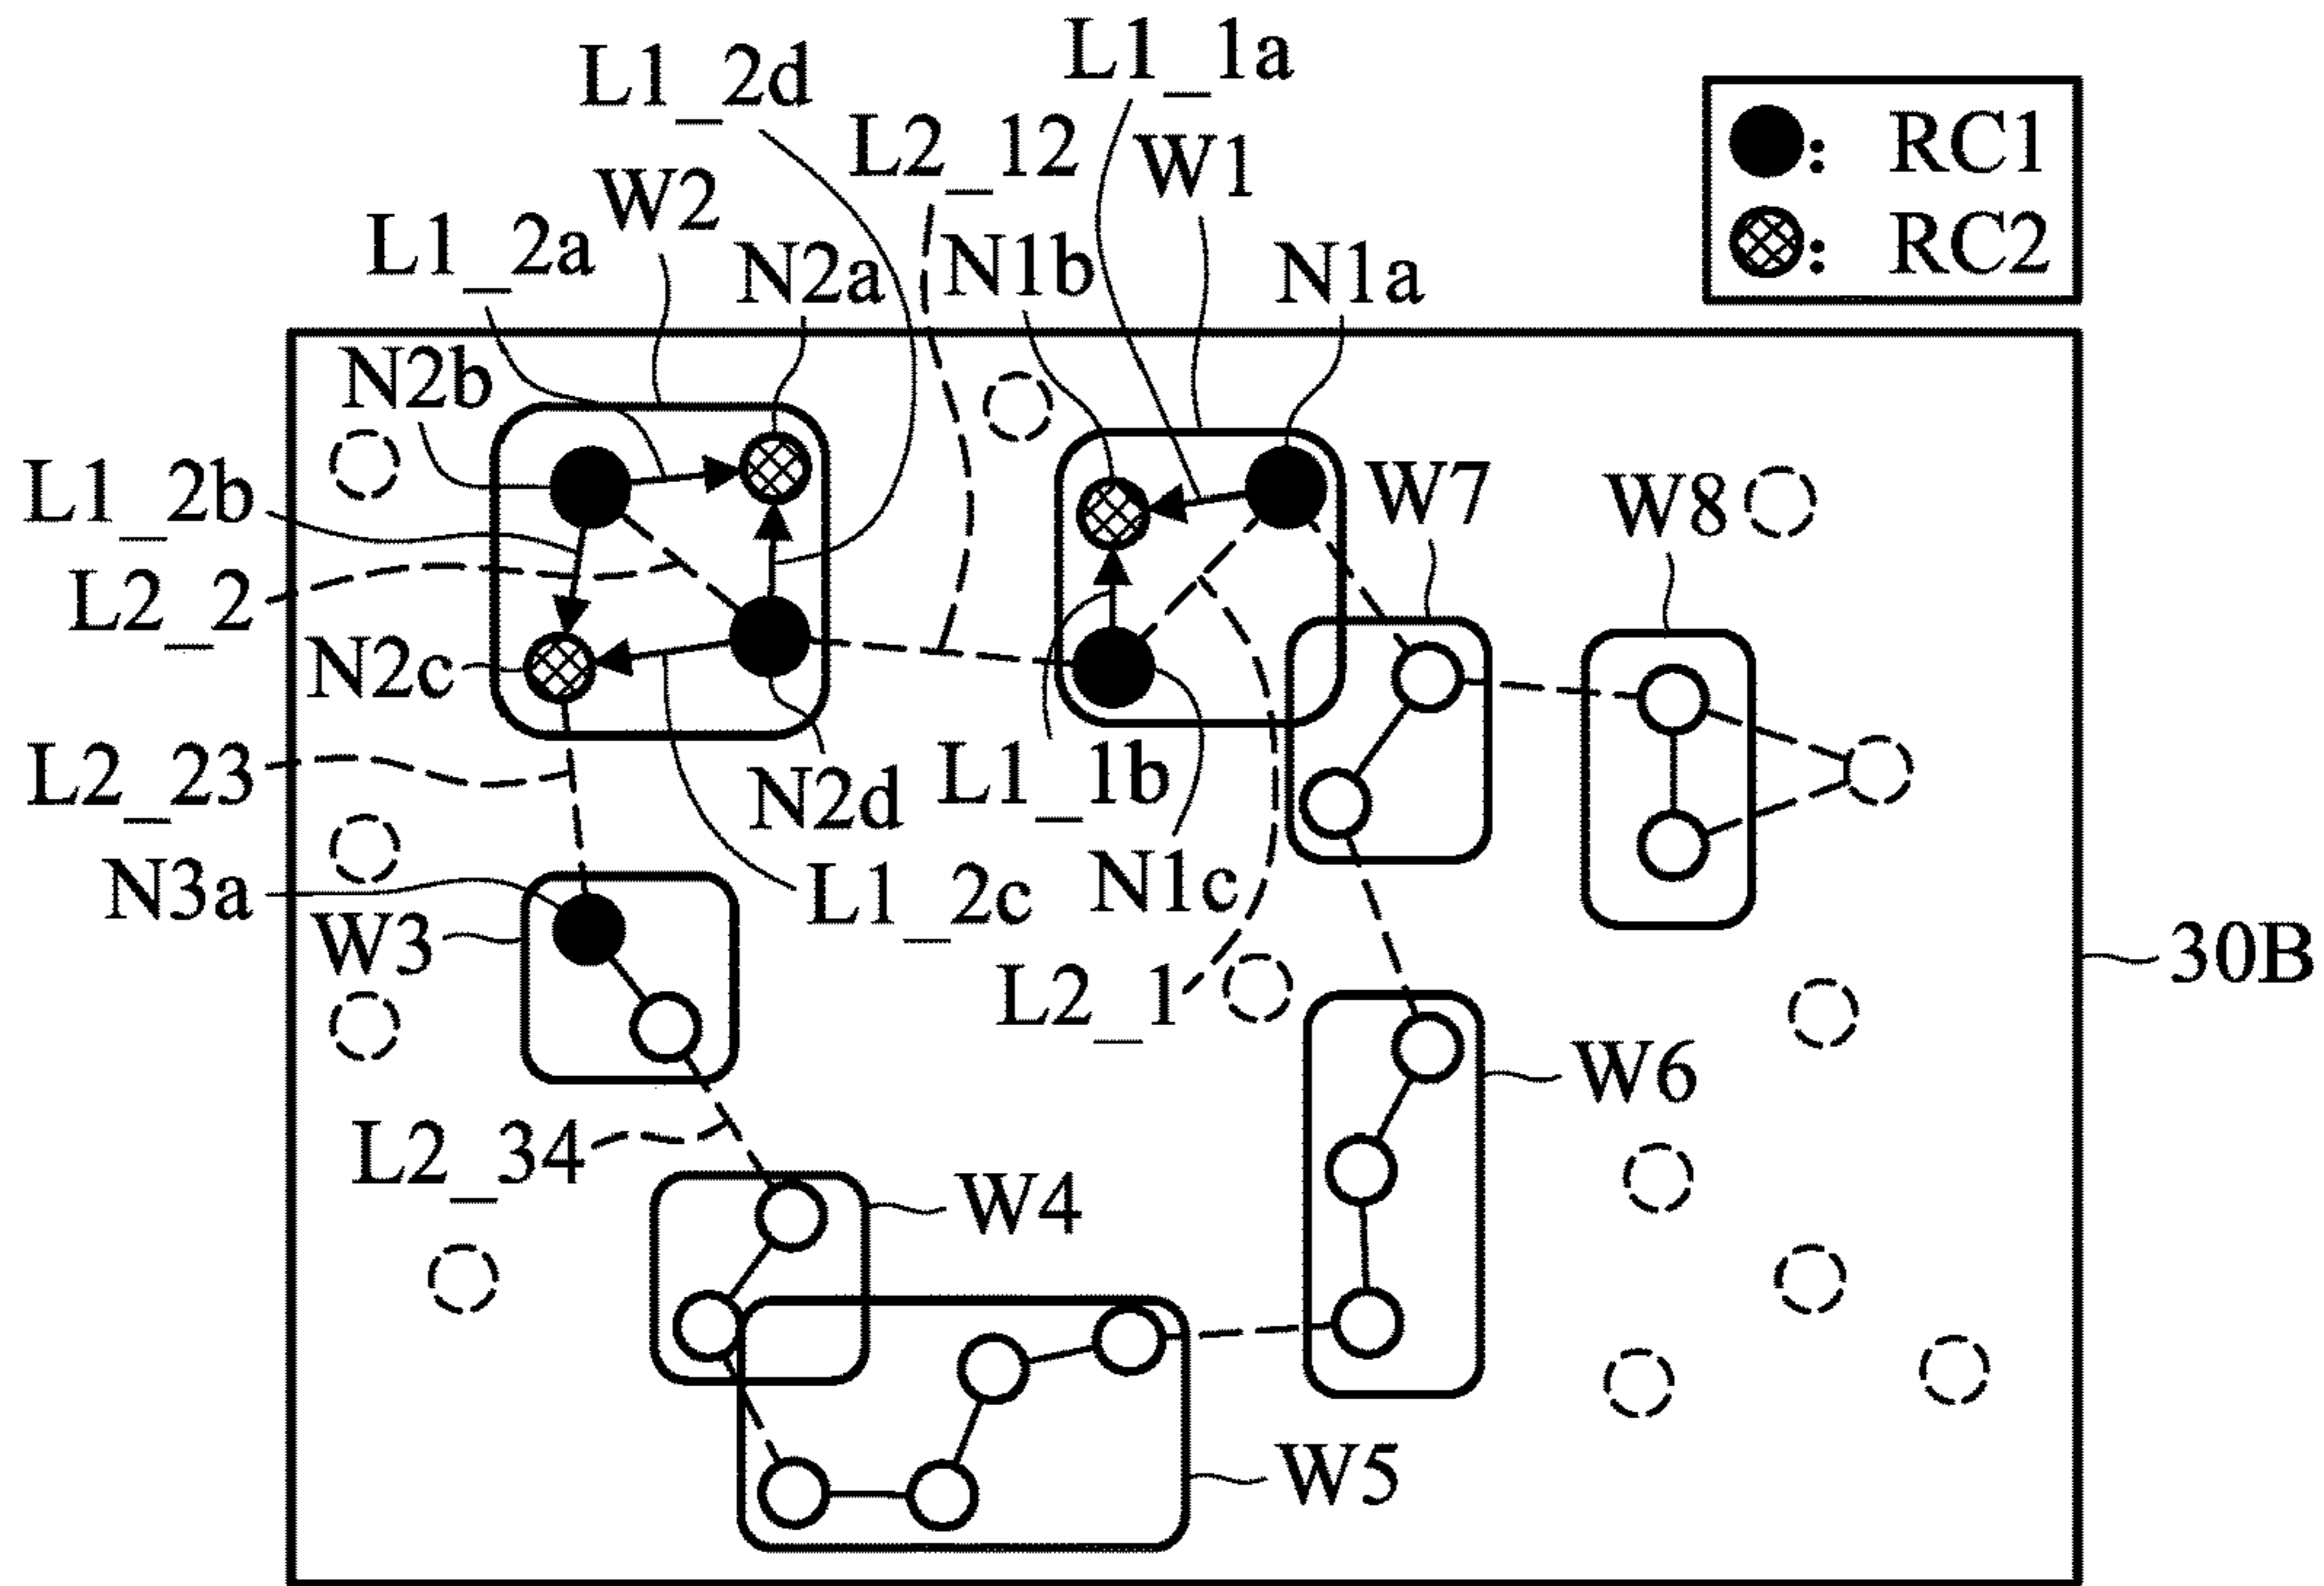 L1_1a
L1_2d
L2_12
W1
●: RC1
W2
L1_2a
N2a
N1b
N1a
: RC2
N2b
L1_2b
W7
W8
L2_2
N2c
L2_23
N2d
L1_1b
N3a
L1_2c
N1c
W3
L2_1
30B
W6
L2_34
W4
W5